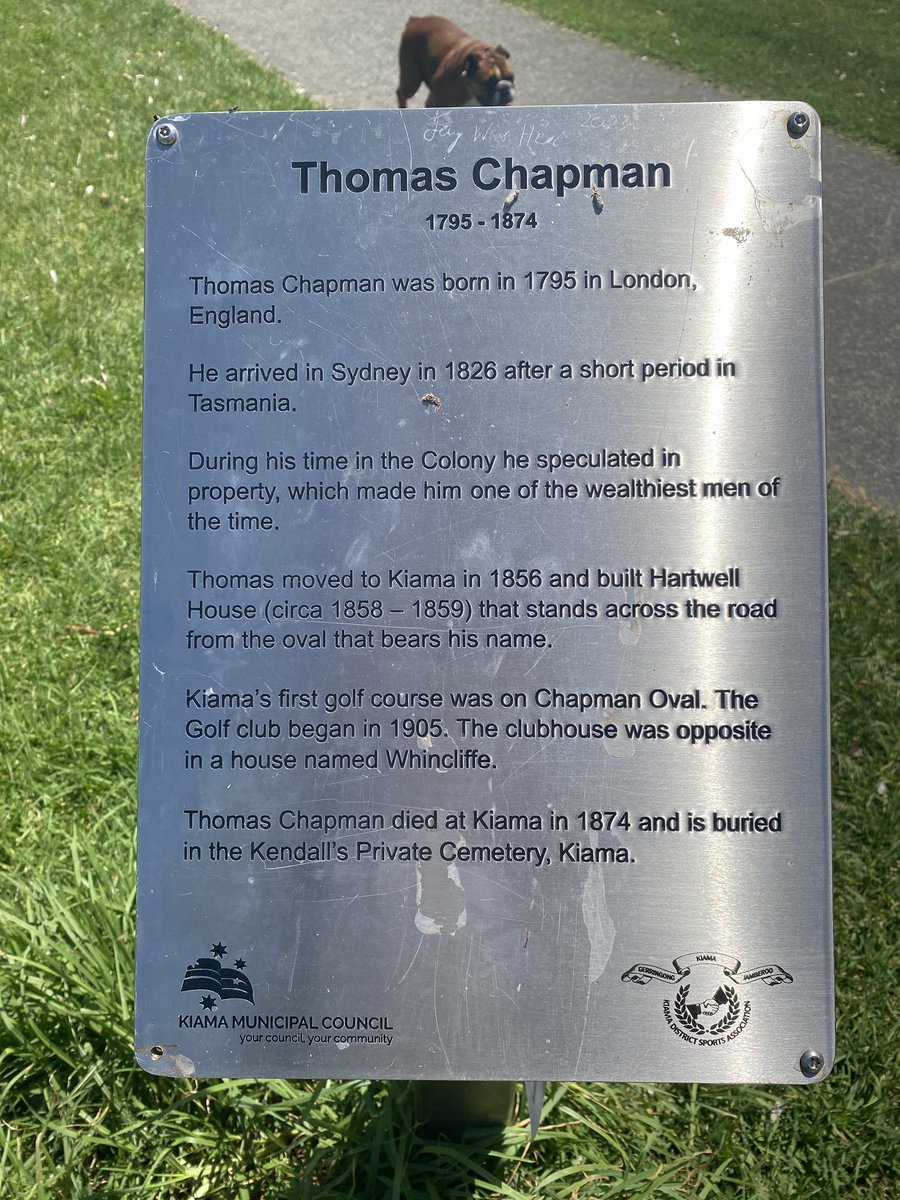 Was Here
Thomas Chapman
1795 - 1874
Thomas Chapman was born in 1795 in London,
England.
He arrived in Sydney in 1826 after a short period in
Tasmania.
During his time in the Colony he speculated in
property, which made him one of the wealthiest men of
the time.
Thomas moved to Kiama in 1856 and built Hartwell
House (circa 1858 – 1859) that stands across the road
from the oval that bears his name.
Kiama's first golf course was on Chapman Oval. The
Golf club began in 1905. The clubhouse was opposite
in a house named Whincliffe.
Thomas Chapman died at Kiama in 1874 and is buried
in the Kendall's Private Cemetery, Kiama.
KIAMA MUNICIPAL COUNCIL
your council, your community
GERRINGONG KIAMA JAMBEROO
KIAMA DISTRICT SPORTS ASSOCIATION